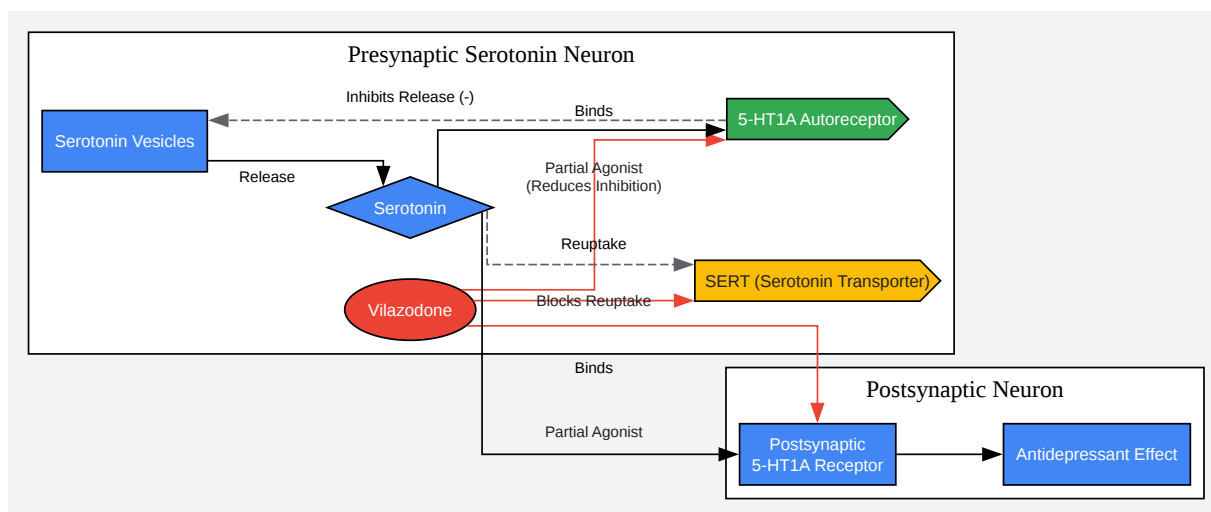 Presynaptic Serotonin Neuron
Inhibits Release (-)
Binds
5-HT1A Autoreceptor
Serotonin Vesicles
Release
Partial Agonist
(Reduces Inhibition)
Serotonin
Reuptake
SERT (Serotonin Transporter)
Blocks Reuptake
Vilazodone
Binds
Postsynaptic Neuron
Partial Agonist
Postsynaptic
5-HT1A Receptor
Antidepressant Effect